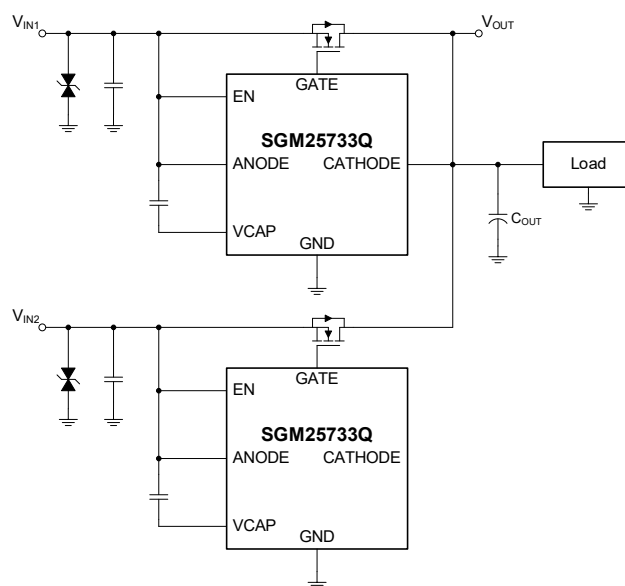 VIN1
VOUT
GATE
EN
SGM25733Q
ANODE CATHODE
Load
VCAP
COUT
GND
VIN2
GATE
EN
SGM25733Q
ANODE CATHODE
VCAP
GND